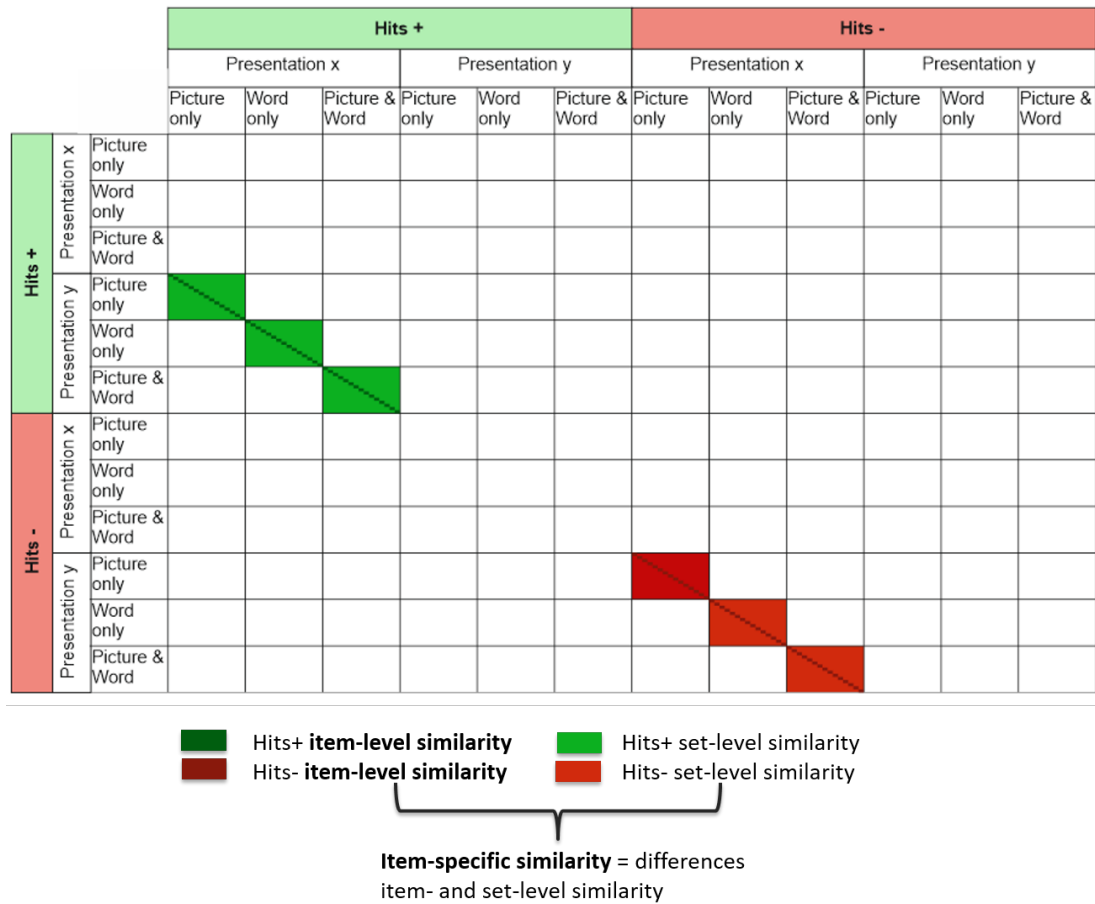 Hits +
Hits -
Presentation x
Presentation y
Presentation x
Presentation y
Picture only
Word only
Picture & Word
Picture only
Word only
Picture & Word
Picture only
Word only
Picture & Word
Picture only
Word only
Picture & Word
Hits +
Presentation x
Picture only
Word only
Picture & Word
Presentation y
Picture only
Word only
Picture & Word
Hits -
Presentation x
Picture only
Word only
Picture & Word
Presentation y
Picture only
Word only
Picture & Word
Hits+ item-level similarity
Hits+ set-level similarity
Hits- item-level similarity
Hits- set-level similarity
Item-specific similarity = differences
item- and set-level similarity